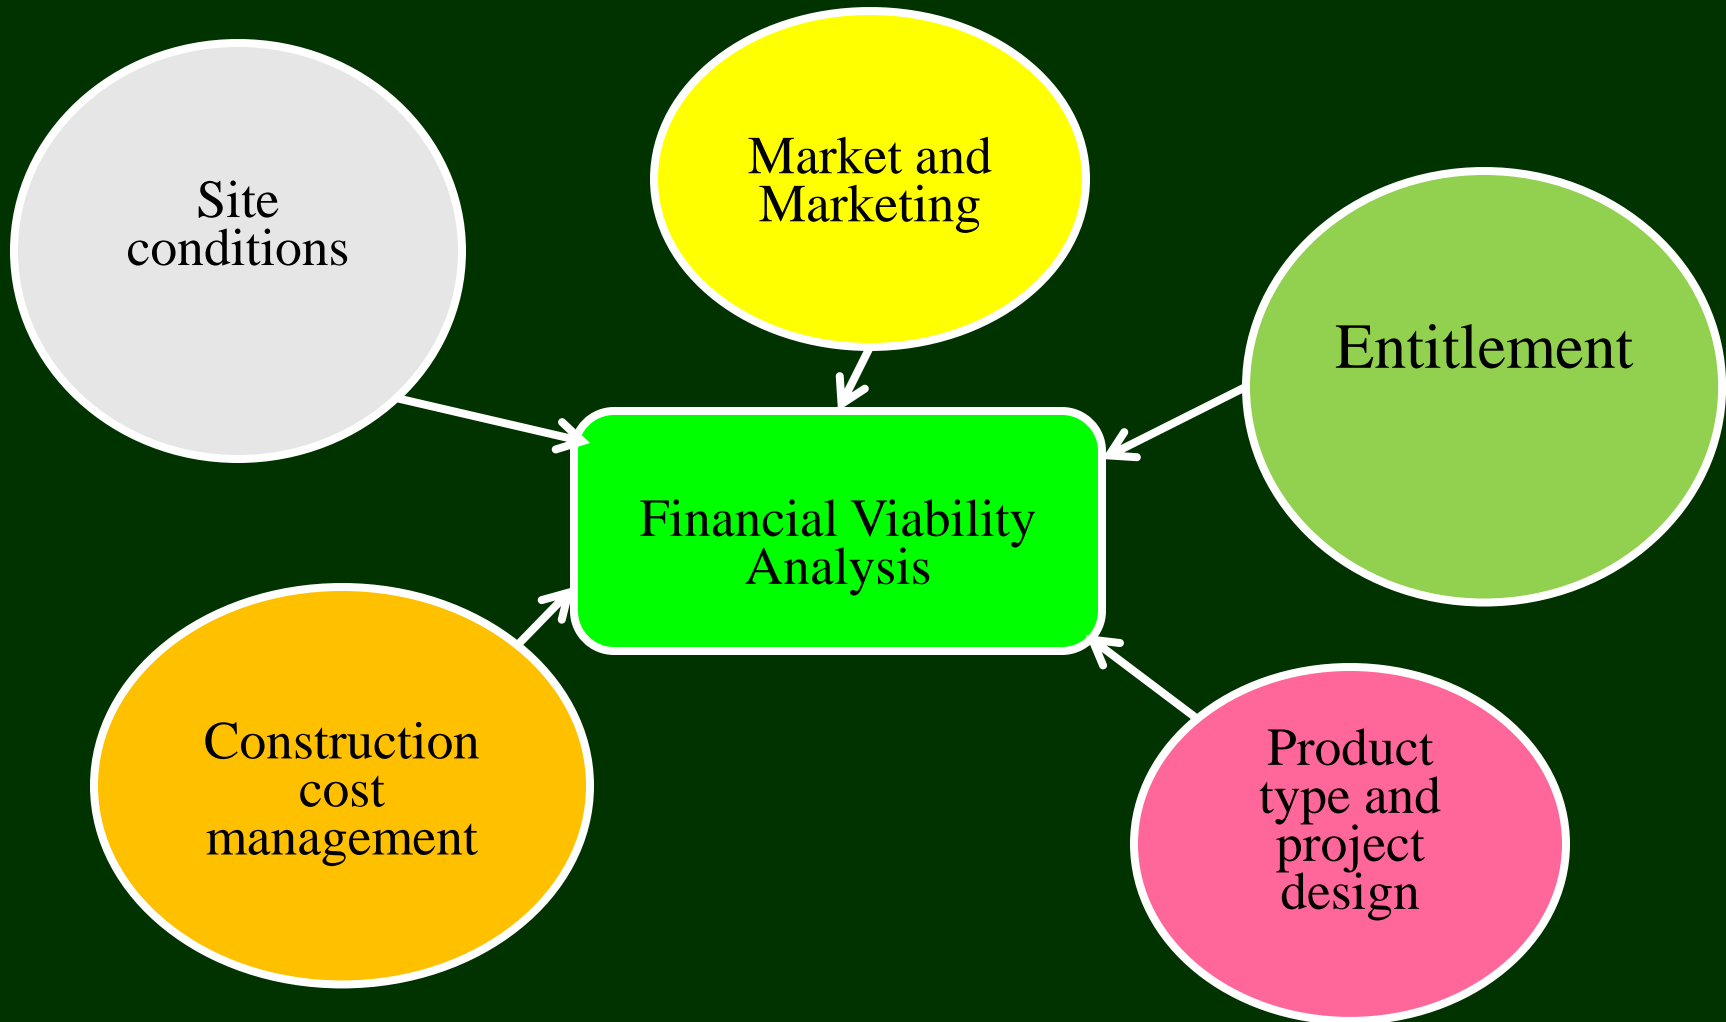 Site
conditions
Market and
Marketing
Entitlement
Financial Viability
Analysis
Construction
cost
management
Product
type and
project
design